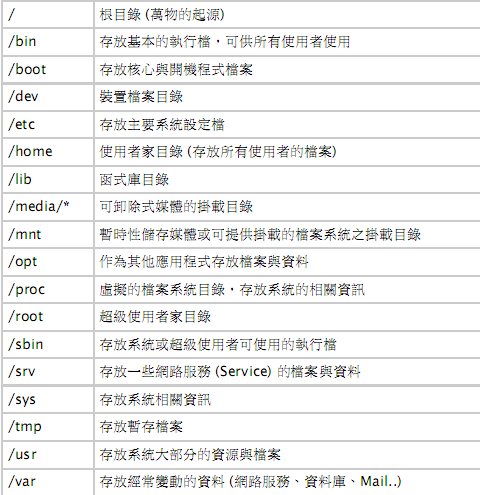 / 根目錄 (萬物的起源)
/bin 存放基本的執行檔，可供所有使用者使用
/boot 存放核心與開機程式檔案
/dev 裝置檔案目錄
/etc 存放主要系統設定檔
/home 使用者家目錄 (存放所有使用者的檔案)
/lib 函式庫目錄
/media/* 可卸除式媒體的掛載目錄
/mnt 暫時性儲存媒體或可提供掛載的檔案系統之掛載目錄
/opt 作為其他應用程式存放檔案與資料
/proc 虛擬的檔案系統目錄，存放系統的相關資訊
/root 超級使用者家目錄
/sbin 存放系統或超級使用者可使用的執行檔
/srv 存放一些網路服務 (Service) 的檔案與資料
/sys 存放系統相關資訊
/tmp 存放暫存檔案
/usr 存放系統大部分的資源與檔案
/var 存放經常變動的資料 (網路服務、資料庫、Mail..)